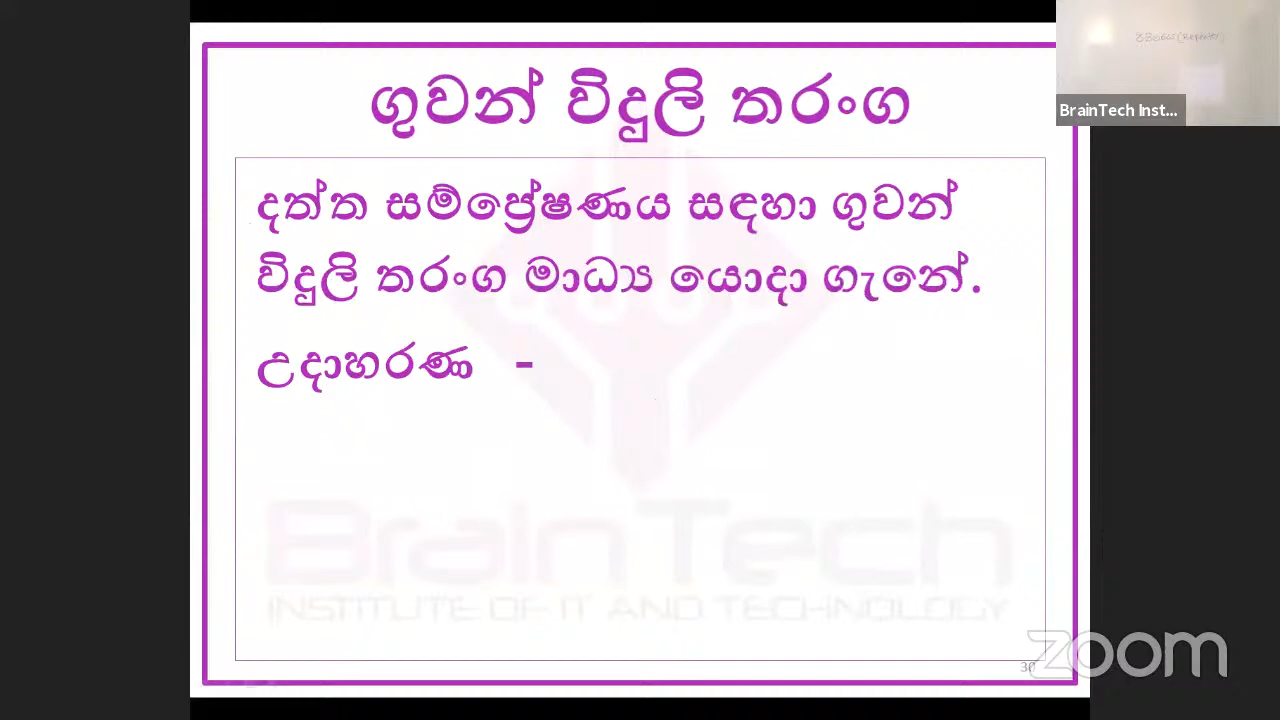 ගුවන් විදුලි තරංග
BrainTech Inst...
දත්ත සම්ප්‍රේෂණය සඳහා ගුවන්
විදුලි තරංග මාධ්‍ය යොදා ගැනේ.
උදාහරණ -
BrainTech
INSTITUTE OF IT AND TECHNOLOGY
30
zoom